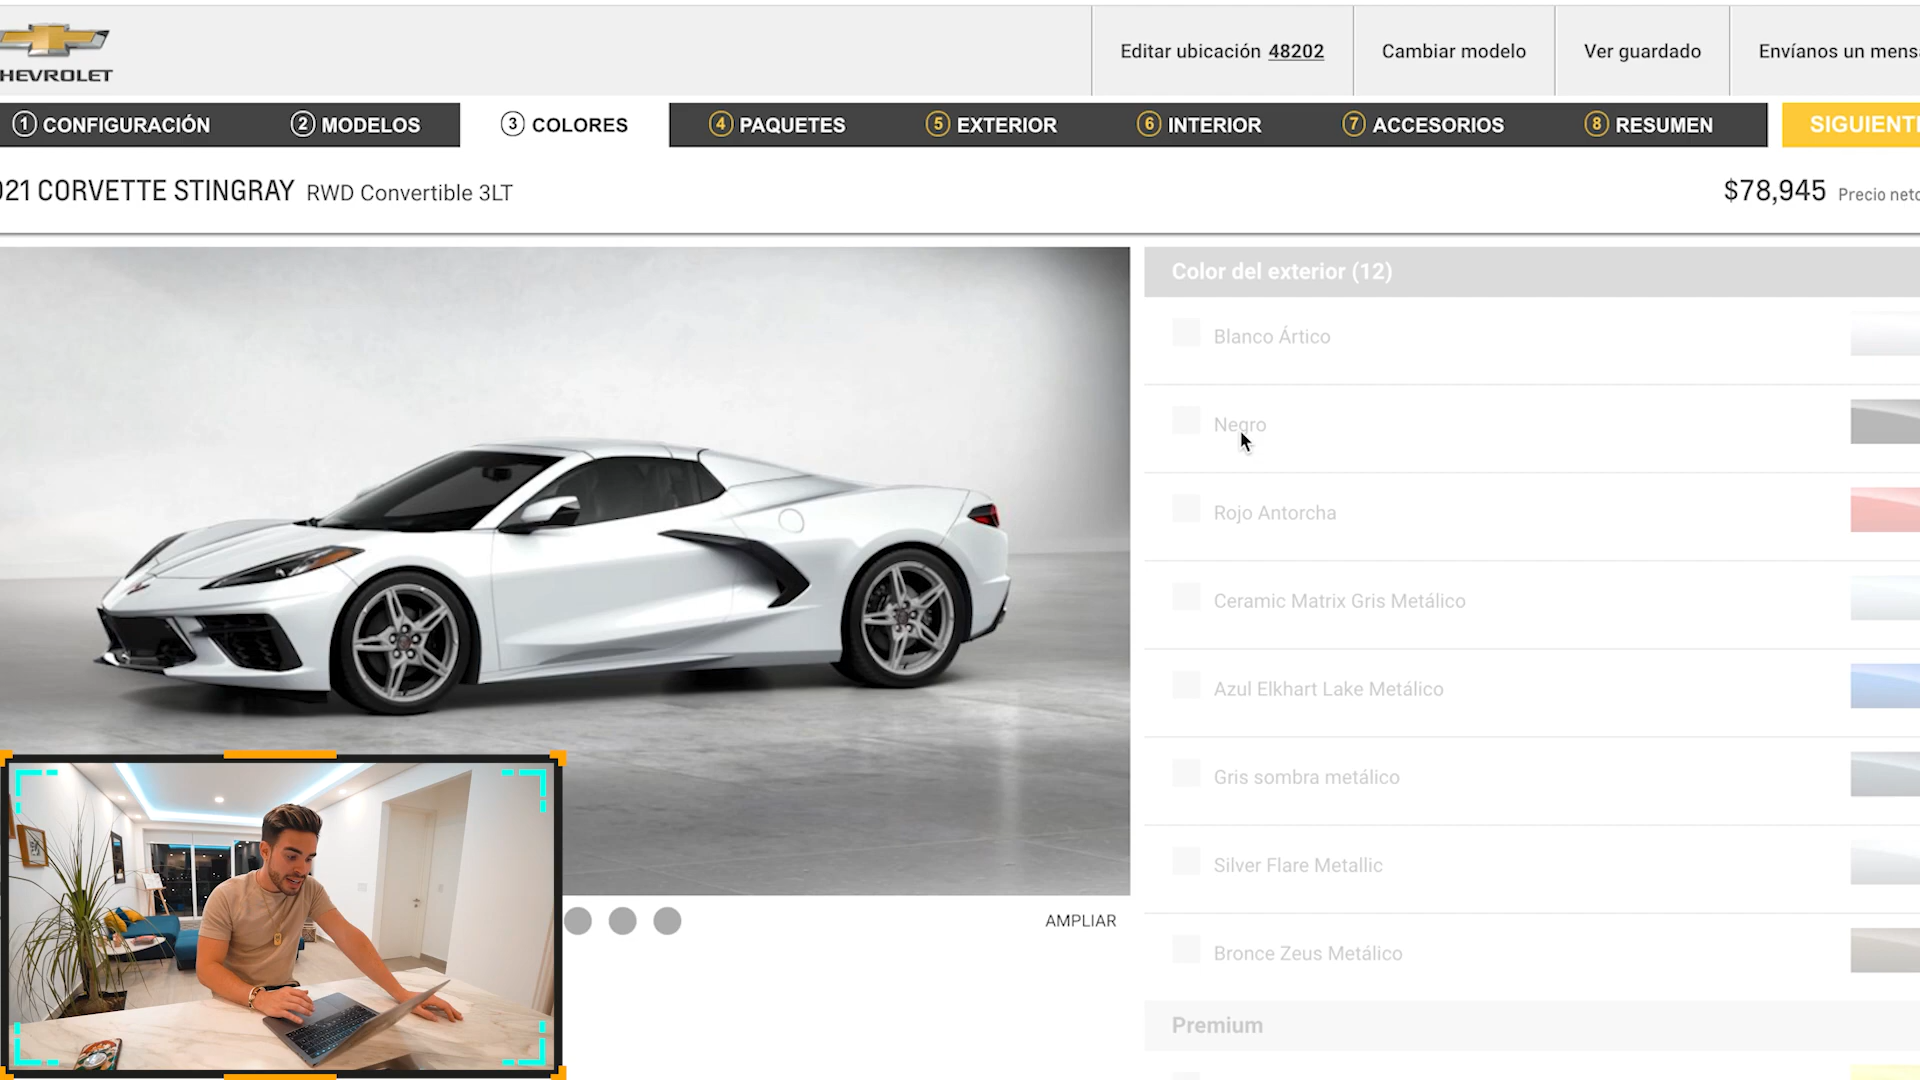 HEVROLET
Editar ubicación 48202
Cambiar modelo
Ver guardado
Envíanos un mensa
1 CONFIGURACIÓN
2 MODELOS
3 COLORES
4 PAQUETES
5 EXTERIOR
6 INTERIOR
7 ACCESORIOS
8 RESUMEN
SIGUIENTE
021 CORVETTE STINGRAY RWD Convertible 3LT
$78,945 Precio neto
Color del exterior (12)
Blanco Ártico
Negro
Rojo Antorcha
Ceramic Matrix Gris Metálico
Azul Elkhart Lake Metálico
Gris sombra metálico
Silver Flare Metallic
Bronce Zeus Metálico
Premium
AMPLIAR